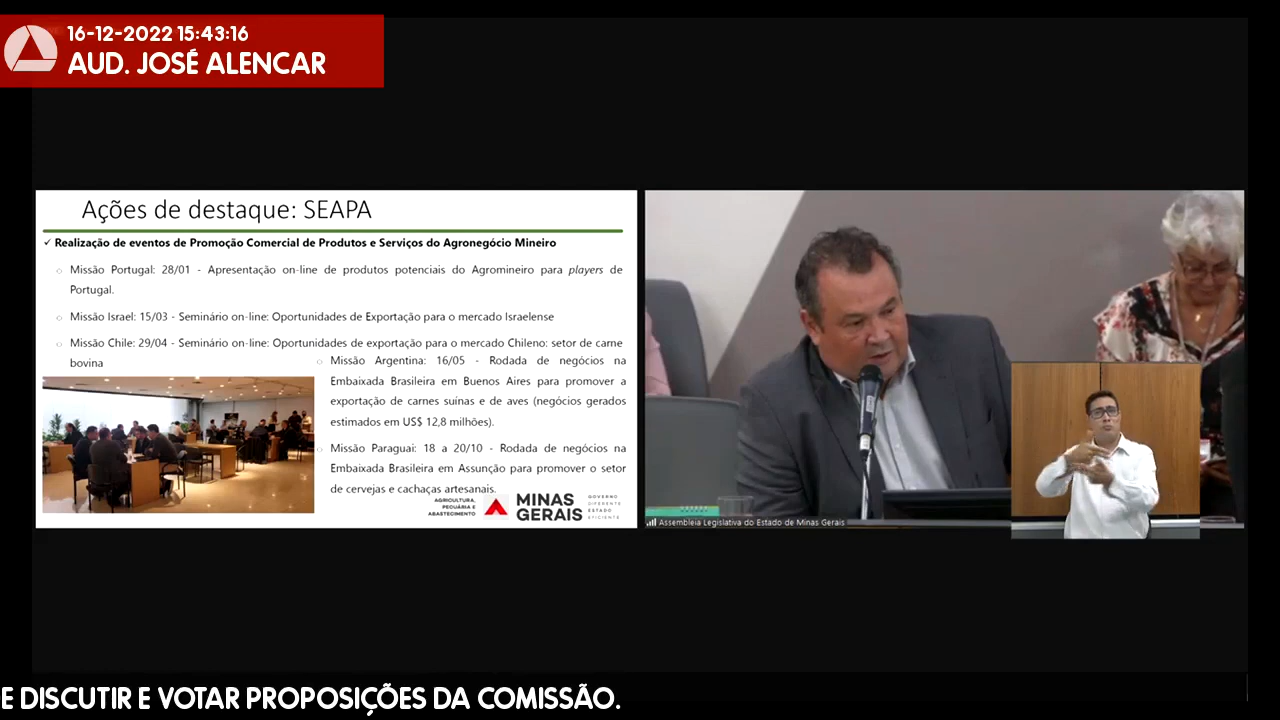 16-12-2022 15:43:16
AUD. JOSÉ ALENCAR
Ações de destaque: SEAPA
✓ Realização de eventos de Promoção Comercial de Produtos e Serviços do Agronegócio Mineiro
○ Missão Portugal: 28/01 - Apresentação on-line de produtos potenciais do Agromineiro para players de
Portugal.
○ Missão Israel: 15/03 - Seminário on-line: Oportunidades de Exportação para o mercado Israelense
○ Missão Chile: 29/04 - Seminário on-line: Oportunidades de exportação para o mercado Chileno: setor de carne
bovina
○ Missão Argentina: 16/05 - Rodada de negócios na
Embaixada Brasileira em Buenos Aires para promover a
exportação de carnes suínas e de aves (negócios gerados
estimados em US$ 12,8 milhões).
○ Missão Paraguai: 18 a 20/10 - Rodada de negócios na
Embaixada Brasileira em Assunção para promover o setor
de cervejas e cachaças artesanais.
AGRICULTURA,
PECUÁRIA E
ABASTECIMENTO
MINAS
GERAIS
GOVERNO
DIFERENTE
ESTADO
EFICIENTE
Assembleia Legislativa do Estado de Minas Gerais
E DISCUTIR E VOTAR PROPOSIÇÕES DA COMISSÃO.